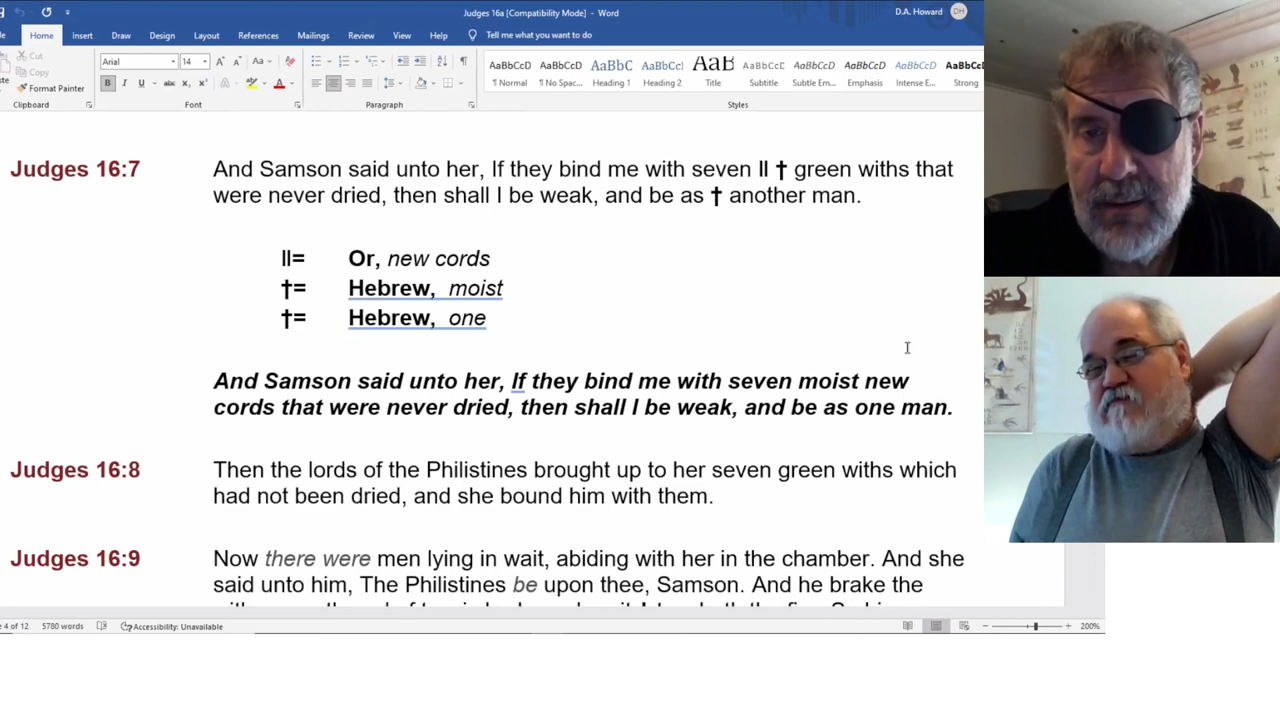 Judges 16a [Compatibility Mode] - Word
D.A. Howard DH
Home Insert Draw Design Layout References Mailings Review View Help Tell me what you want to do
Cut
Copy
Format Painter
Clipboard
Arial 14
Font
Paragraph
AaBbCcD AaBbCcD AaBbC AaBbCcl AaB AaBbCcD AaBbCcD AaBbCcD AaBbCcD AaBbC
¶ Normal ¶ No Spac... Heading 1 Heading 2 Title Subtitle Subtle Em... Emphasis Intense E... Strong
Styles
Judges 16:7 And Samson said unto her, If they bind me with seven ǁ † green withs that
were never dried, then shall I be weak, and be as † another man.
ǁ= Or, new cords
†= Hebrew, moist
†= Hebrew, one
And Samson said unto her, If they bind me with seven moist new
cords that were never dried, then shall I be weak, and be as one man.
Judges 16:8 Then the lords of the Philistines brought up to her seven green withs which
had not been dried, and she bound him with them.
Judges 16:9 Now there were men lying in wait, abiding with her in the chamber. And she
said unto him, The Philistines be upon thee, Samson. And he brake the
4 of 12 5780 words Accessibility: Unavailable 200%